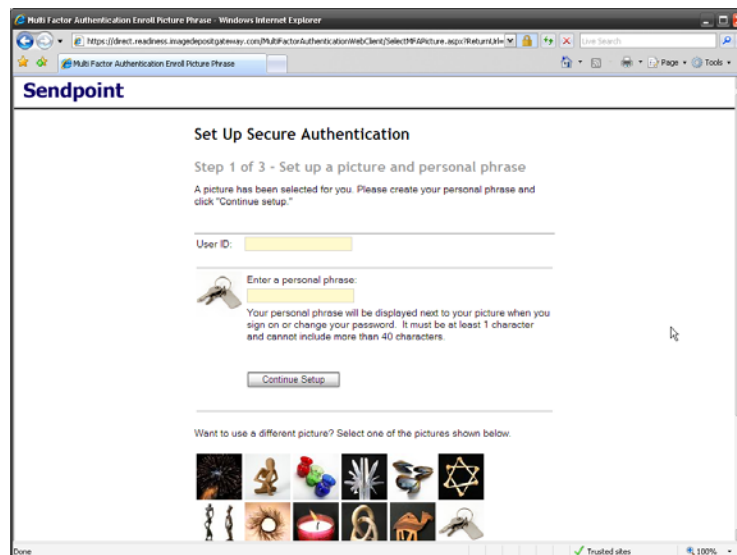 Multi Factor Authentication Enroll Picture Phrase - Windows Internet Explorer
https://direct.readiness.imagedepositgateway.com/MultiFactorAuthenticationWebClient/SelectMFAPicture.aspx?ReturnUrl=
Live Search
Multi Factor Authentication Enroll Picture Phrase
Page Tools
Sendpoint
Set Up Secure Authentication
Step 1 of 3 - Set up a picture and personal phrase
A picture has been selected for you. Please create your personal phrase and
click "Continue setup."
User ID:
Enter a personal phrase:
Your personal phrase will be displayed next to your picture when you
sign on or change your password. It must be at least 1 character
and cannot include more than 40 characters.
Continue Setup
Want to use a different picture? Select one of the pictures shown below.
Done
Trusted sites
100%